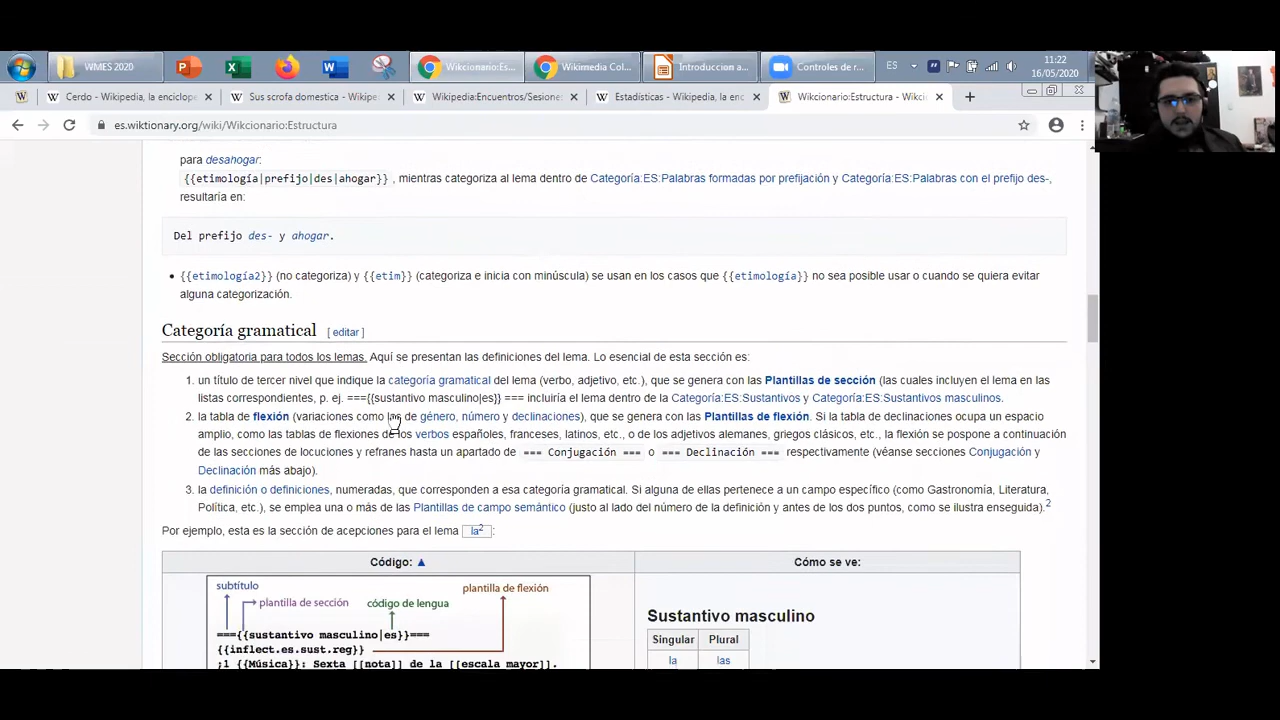 WMES 2020
Wikcionario:Es...
Wikimedia Col...
Introduccion a...
Controles de r...
ES
11:22
16/05/2020
Cerdo - Wikipedia, la enciclop
Sus scrofa domestica - Wikipedi
Wikipedia:Encuentros/Sesione
Estadísticas - Wikipedia, la enc
Wikcionario:Estructura - Wikci
es.wiktionary.org/wiki/Wikcionario:Estructura
para desahogar:
{{etimología|prefijo|des|ahogar}} , mientras categoriza al lema dentro de Categoría:ES:Palabras formadas por prefijación y Categoría:ES:Palabras con el prefijo des-,
resultaría en:
Del prefijo des- y ahogar.
{{etimología2}} (no categoriza) y {{etim}} (categoriza e inicia con minúscula) se usan en los casos que {{etimología}} no sea posible usar o cuando se quiera evitar
alguna categorización.
Categoría gramatical [ editar ]
Sección obligatoria para todos los lemas. Aquí se presentan las definiciones del lema. Lo esencial de esta sección es:
1. un título de tercer nivel que indique la categoría gramatical del lema (verbo, adjetivo, etc.), que se genera con las Plantillas de sección (las cuales incluyen el lema en las
listas correspondientes, p. ej. ==={{sustantivo masculino|es}} === incluiría el lema dentro de la Categoría:ES:Sustantivos y Categoría:ES:Sustantivos masculinos.
2. la tabla de flexión (variaciones como las de género, número y declinaciones), que se genera con las Plantillas de flexión. Si la tabla de declinaciones ocupa un espacio
amplio, como las tablas de flexiones de los verbos españoles, franceses, latinos, etc., o de los adjetivos alemanes, griegos clásicos, etc., la flexión se pospone a continuación
de las secciones de locuciones y refranes hasta un apartado de === Conjugación === o === Declinación === respectivamente (véanse secciones Conjugación y
Declinación más abajo).
3. la definición o definiciones, numeradas, que corresponden a esa categoría gramatical. Si alguna de ellas pertenece a un campo específico (como Gastronomía, Literatura,
Política, etc.), se emplea una o más de las Plantillas de campo semántico (justo al lado del número de la definición y antes de los dos puntos, como se ilustra enseguida).2
Por ejemplo, esta es la sección de acepciones para el lema la2 :
Código: ▲
Cómo se ve:
subtítulo
plantilla de sección
código de lengua
plantilla de flexión
==={{sustantivo masculino|es}}===
{{inflect.es.sust.reg}}
;1 {{Música}}: Sexta [[nota]] de la [[escala mayor]].
Sustantivo masculino
Singular Plural
la las